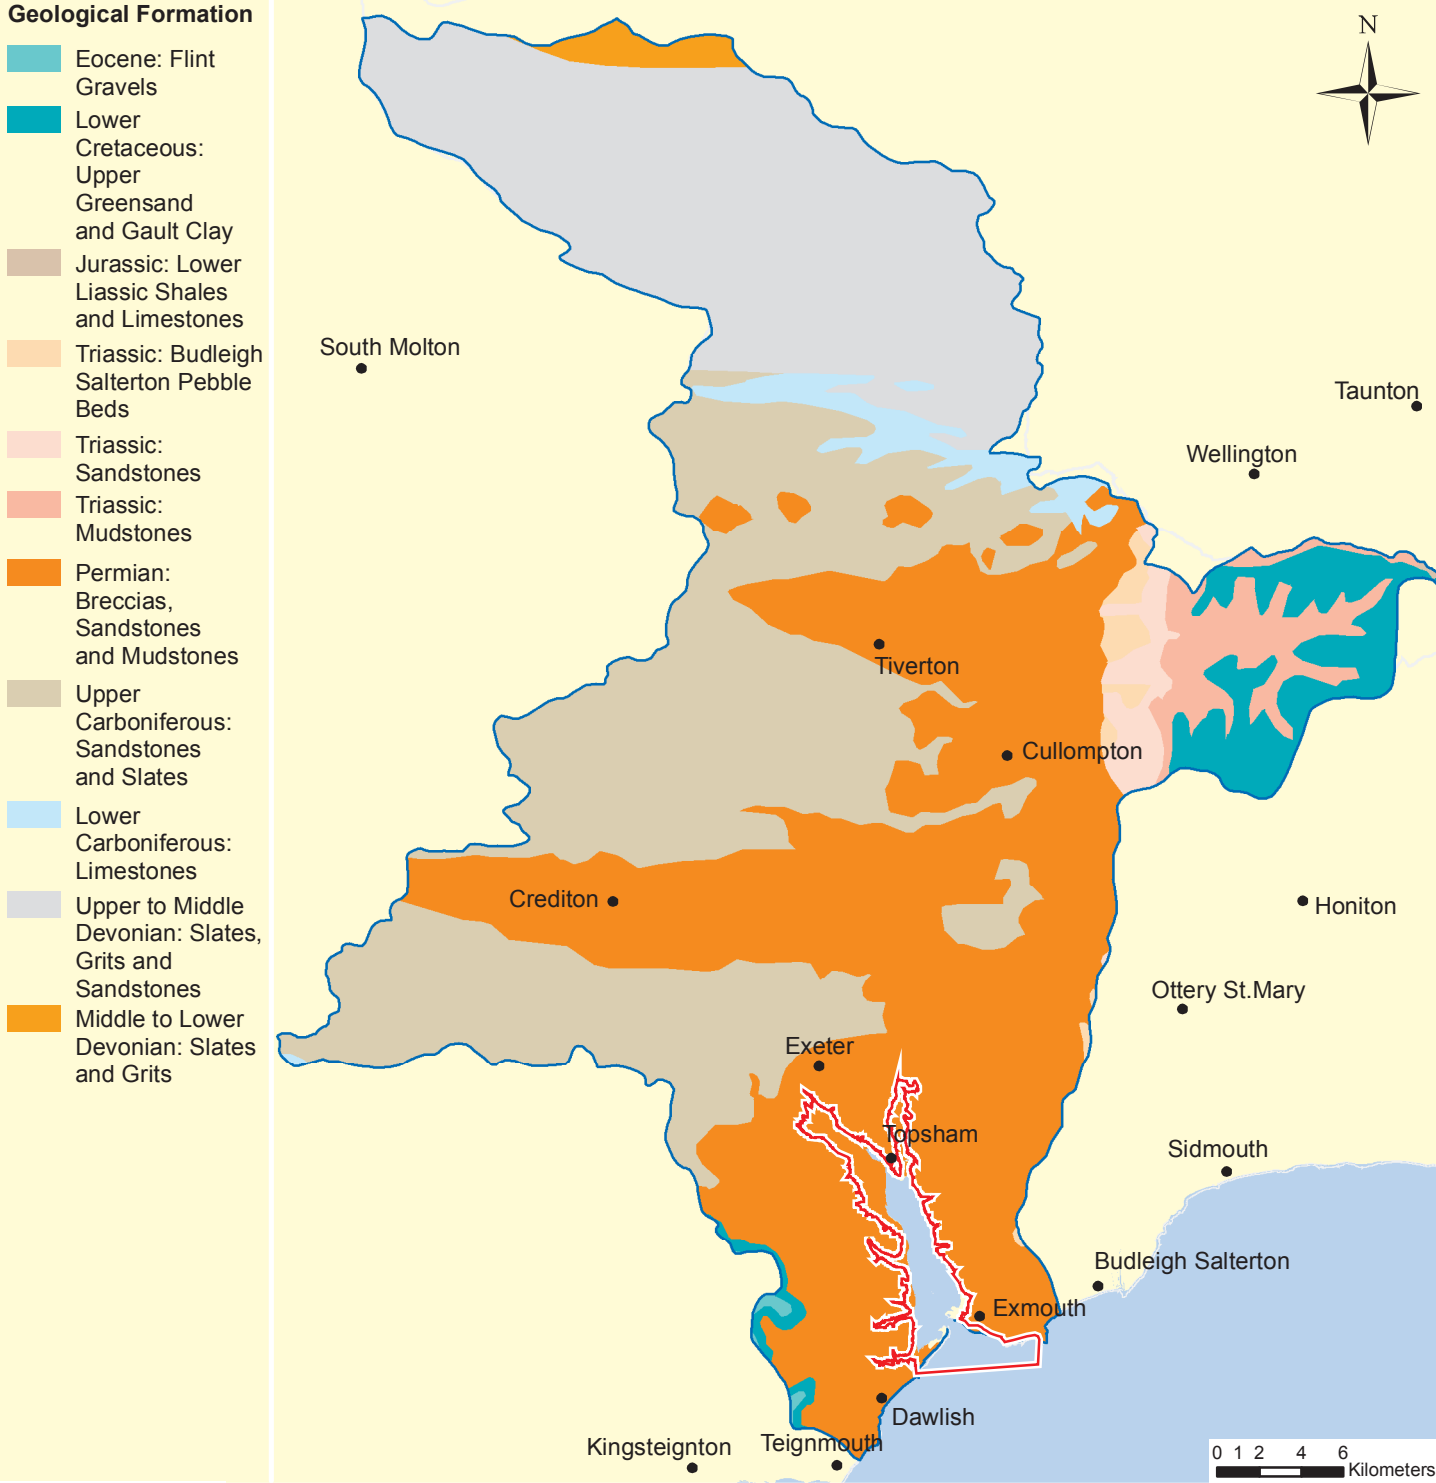 Geological Formation
Eocene: Flint
Gravels
Lower
Cretaceous:
Upper
Greensand
and Gault Clay
Jurassic: Lower
Liassic Shales
and Limestones
Triassic: Budleigh
Salterton Pebble
Beds
Triassic:
Sandstones
Triassic:
Mudstones
Permian:
Breccias,
Sandstones
and Mudstones
Upper
Carboniferous:
Sandstones
and Slates
Lower
Carboniferous:
Limestones
Upper to Middle
Devonian: Slates,
Grits and
Sandstones
Middle to Lower
Devonian: Slates
and Grits
N
South Molton
Taunton
Wellington
Tiverton
Cullompton
Crediton
Honiton
Ottery St.Mary
Exeter
Topsham
Sidmouth
Budleigh Salterton
Exmouth
Dawlish
Kingsteignton
Teignmouth
0 1 2 4 6
Kilometers